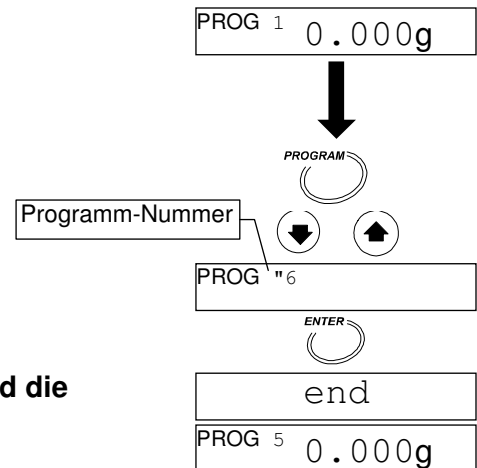 PROG 1 0.000g
PROGRAM
Programm-Nummer
PROG "6
ENTER
d die
end
PROG 5 0.000g